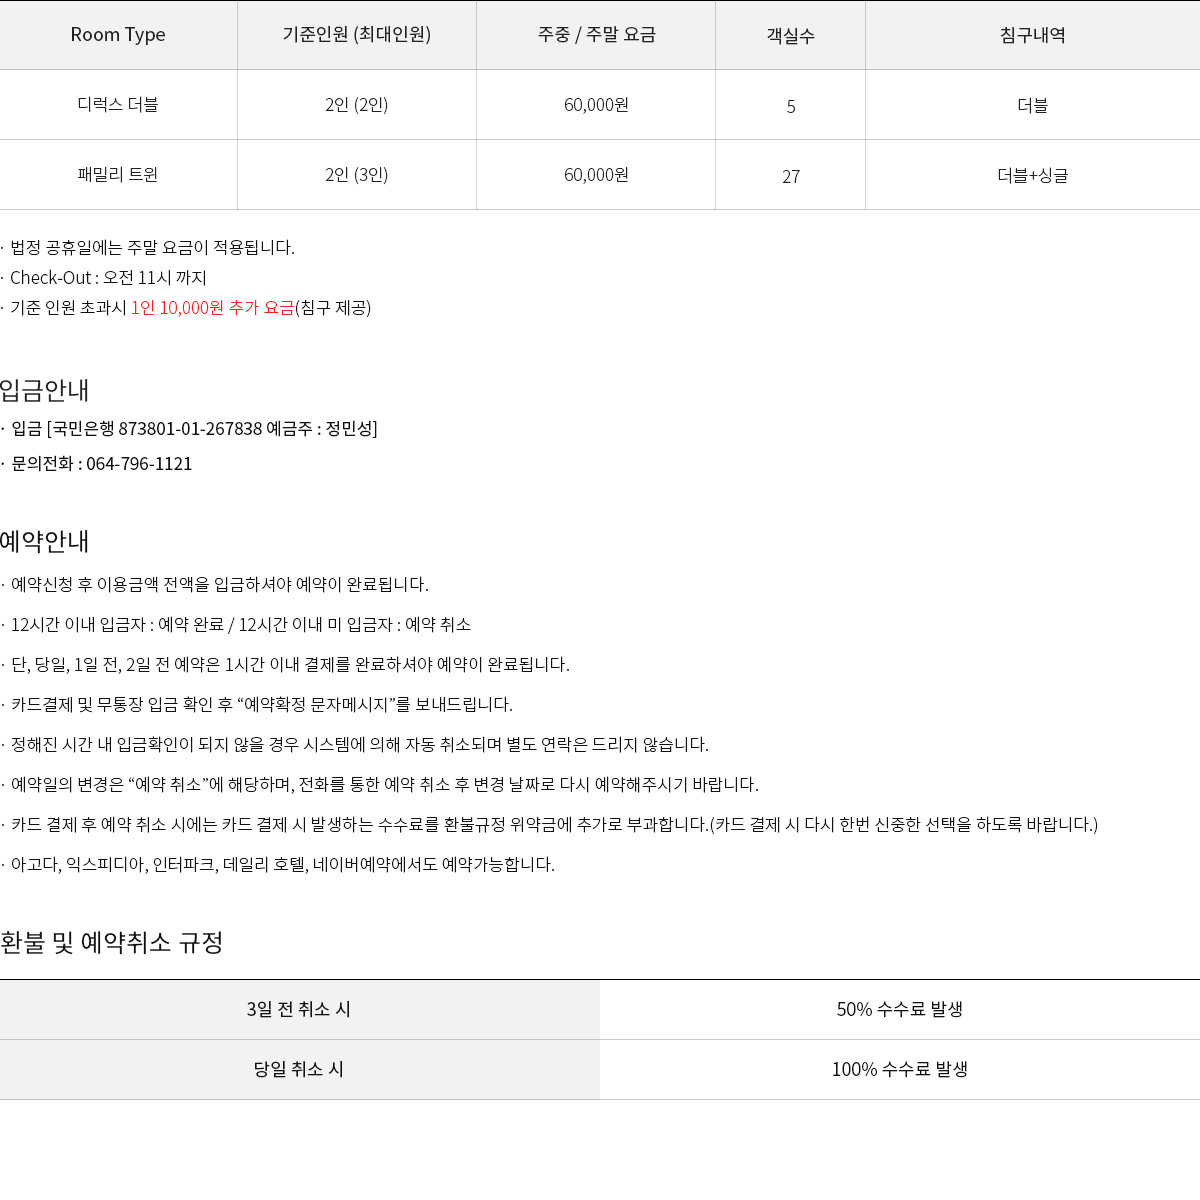 Room Type 기준인원 (최대인원) 주중 / 주말 요금 객실수 침구내역
디럭스 더블 2인 (2인) 60,000원 5 더블
패밀리 트윈 2인 (3인) 60,000원 27 더블+싱글
· 법정 공휴일에는 주말 요금이 적용됩니다.
· Check-Out : 오전 11시 까지
· 기준 인원 초과시 1인 10,000원 추가 요금(침구 제공)
입금안내
· 입금 [국민은행 873801-01-267838 예금주 : 정민성]
· 문의전화 : 064-796-1121
예약안내
· 예약신청 후 이용금액 전액을 입금하셔야 예약이 완료됩니다.
· 12시간 이내 입금자 : 예약 완료 / 12시간 이내 미 입금자 : 예약 취소
· 단, 당일, 1일 전, 2일 전 예약은 1시간 이내 결제를 완료하셔야 예약이 완료됩니다.
· 카드결제 및 무통장 입금 확인 후 “예약확정 문자메시지”를 보내드립니다.
· 정해진 시간 내 입금확인이 되지 않을 경우 시스템에 의해 자동 취소되며 별도 연락은 드리지 않습니다.
· 예약일의 변경은 “예약 취소”에 해당하며, 전화를 통한 예약 취소 후 변경 날짜로 다시 예약해주시기 바랍니다.
· 카드 결제 후 예약 취소 시에는 카드 결제 시 발생하는 수수료를 환불규정 위약금에 추가로 부과합니다.(카드 결제 시 다시 한번 신중한 선택을 하도록 바랍니다.)
· 아고다, 익스피디아, 인터파크, 데일리 호텔, 네이버예약에서도 예약가능합니다.
환불 및 예약취소 규정
3일 전 취소 시 50% 수수료 발생
당일 취소 시 100% 수수료 발생